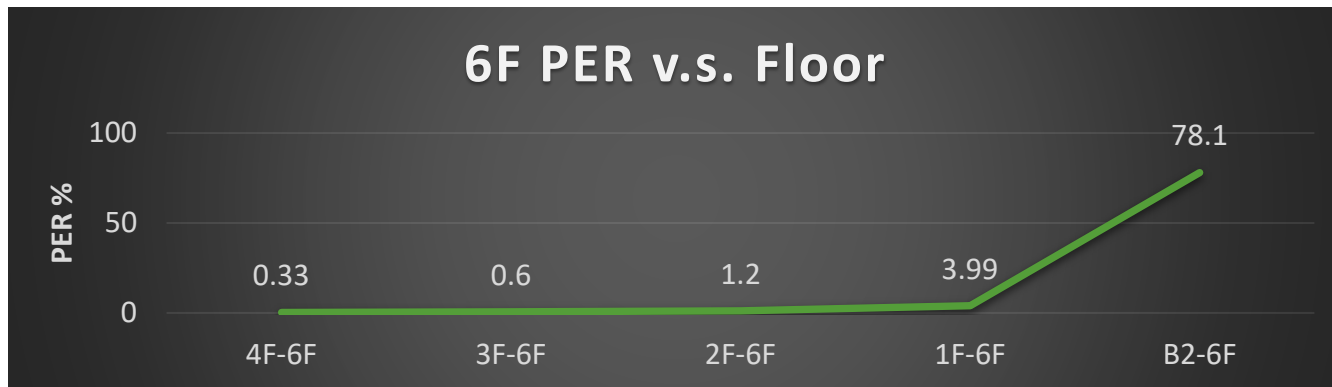 6F PER v.s. Floor
100
78.1
PER %
50
0.33
0.6
1.2
3.99
0
4F-6F
3F-6F
2F-6F
1F-6F
B2-6F